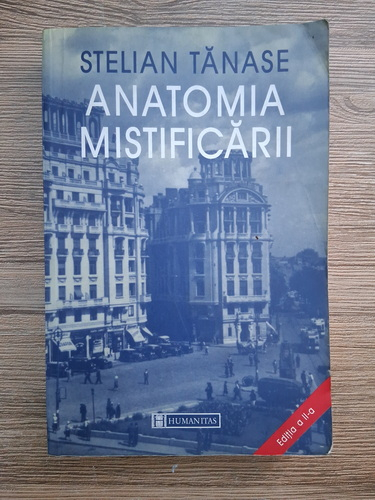 STELIAN TĂNASE
ANATOMIA
MISTIFICĂRII
Ediția a II-a
H HUMANITAS